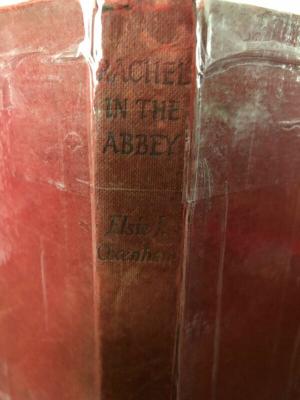 RACHEL
IN THE
ABBEY
Elsie J.
Oxenham